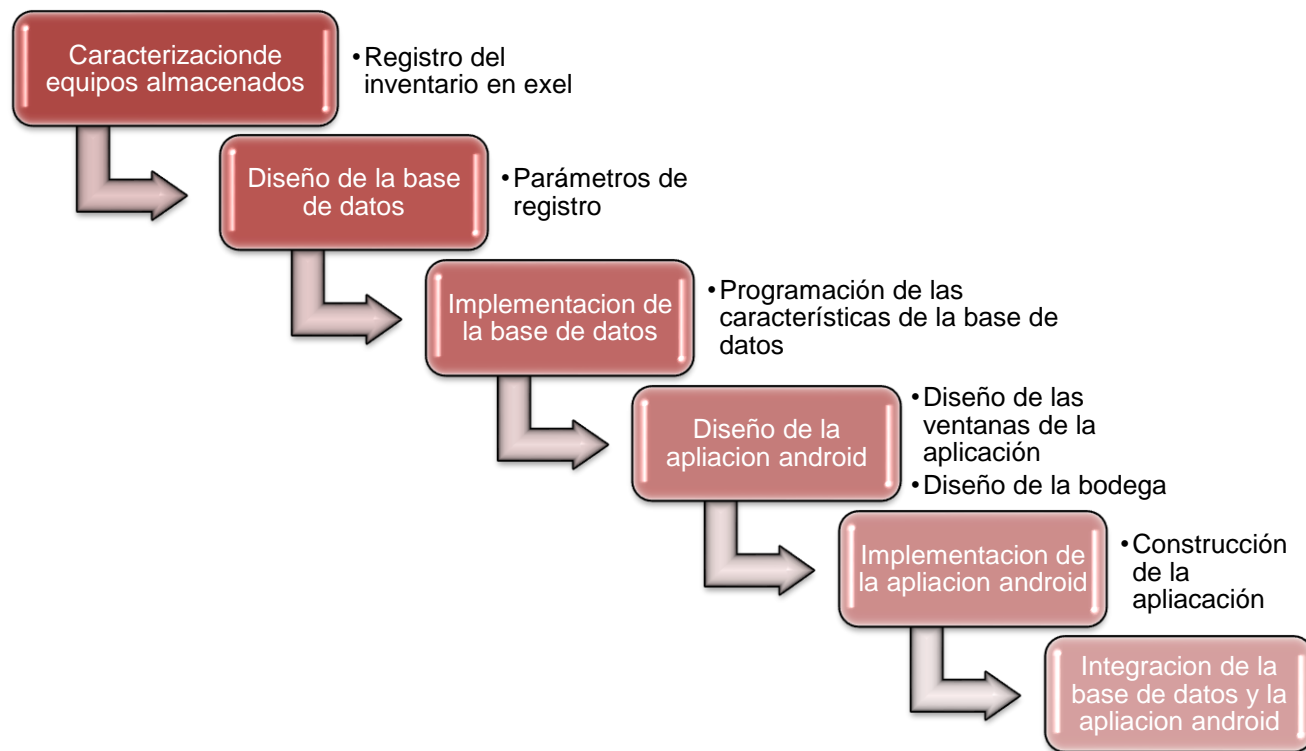 Caracterizacionde
equipos almacenados
•Registro del
inventario en exel
Diseño de la base
de datos
•Parámetros de
registro
Implementacion de
la base de datos
•Programación de las
características de la base de
datos
Diseño de la
apliacion android
•Diseño de las
ventanas de la
aplicación
•Diseño de la bodega
Implementacion de
la apliacion android
•Construcción
de la
apliacación
Integracion de la
base de datos y la
apliacion android